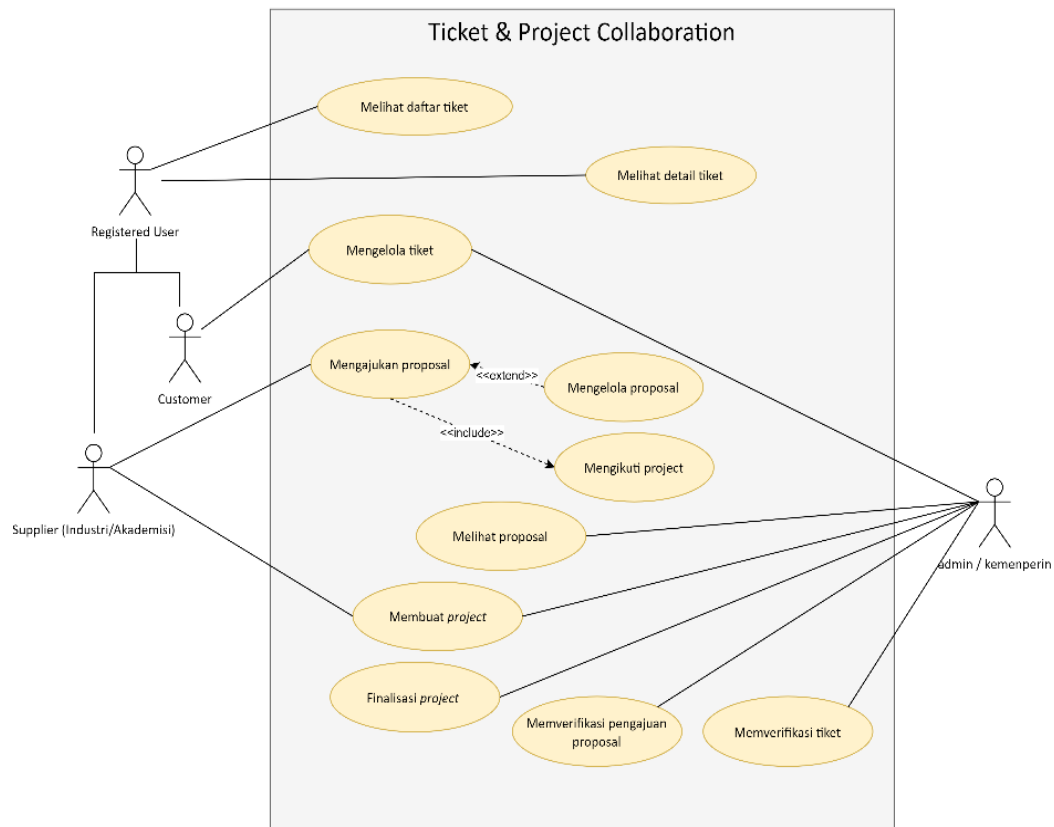 Ticket & Project Collaboration
Melihat daftar tiket
Melihat detail tiket
Registered User
Mengelola tiket
Customer
Mengajukan proposal
<<extend>>
Mengelola proposal
<<include>>
Mengikuti project
Supplier (Industri/Akademisi)
Melihat proposal
admin / kemenperin
Membuat project
Finalisasi project
Memverifikasi pengajuan
proposal
Memverifikasi tiket